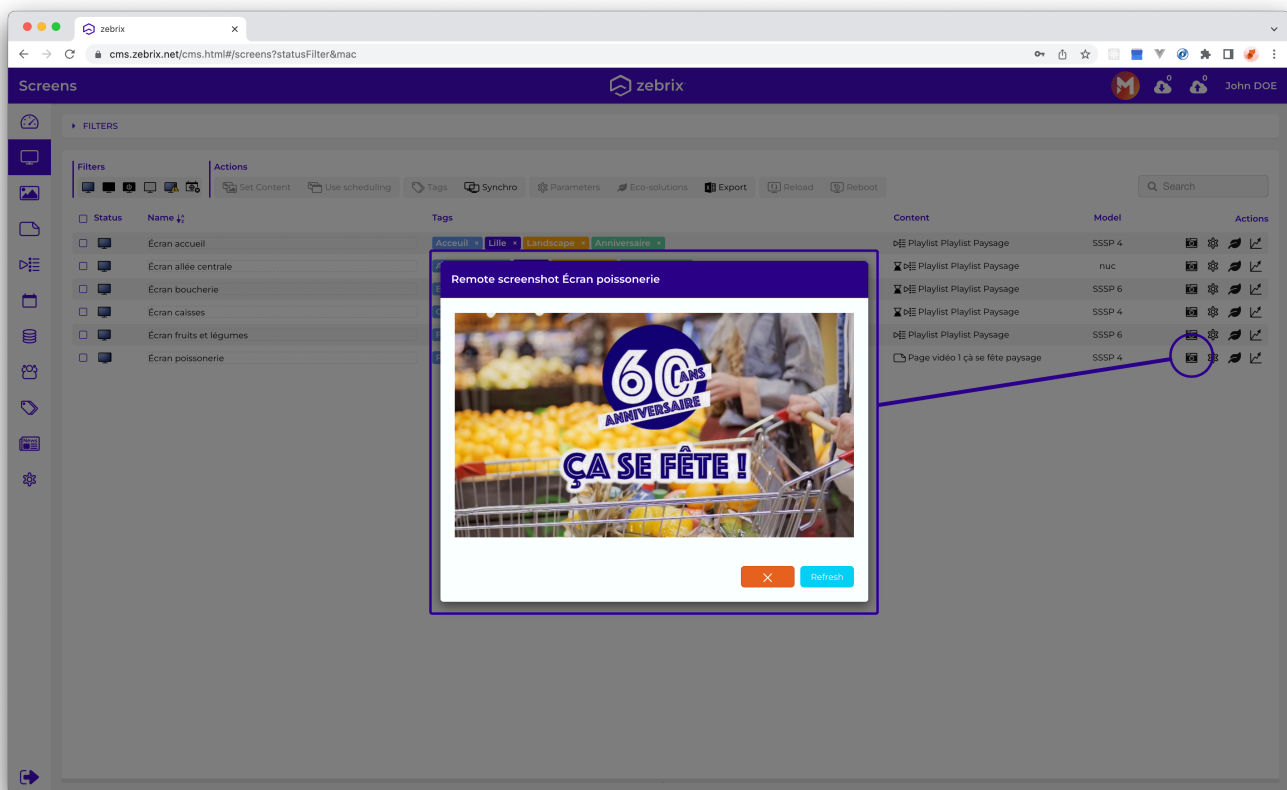 zebrix
cms.zebrix.net/cms.html#/screens?statusFilter&mac
Screens
zebrix
M
0
0
John DOE
FILTERS
Filters
Actions
Set Content
Use scheduling
Tags
Synchro
Parameters
Eco-solutions
Export
Reload
Reboot
Search
Status Name Tags Content Model Actions
Écran accueil Acceuil × Lille × Landscape × Anniversaire × Playlist Playlist Paysage SSSP 4
Écran allée centrale Playlist Playlist Paysage nuc
Écran boucherie Playlist Playlist Paysage SSSP 6
Écran caisses Playlist Playlist Paysage SSSP 4
Écran fruits et légumes Playlist Playlist Paysage SSSP 6
Écran poissonerie Page vidéo 1 çà se fête paysage SSSP 4
Remote screenshot Écran poissonerie
60
ANS
ANNIVERSAIRE
ÇA SE FÊTE !
Refresh